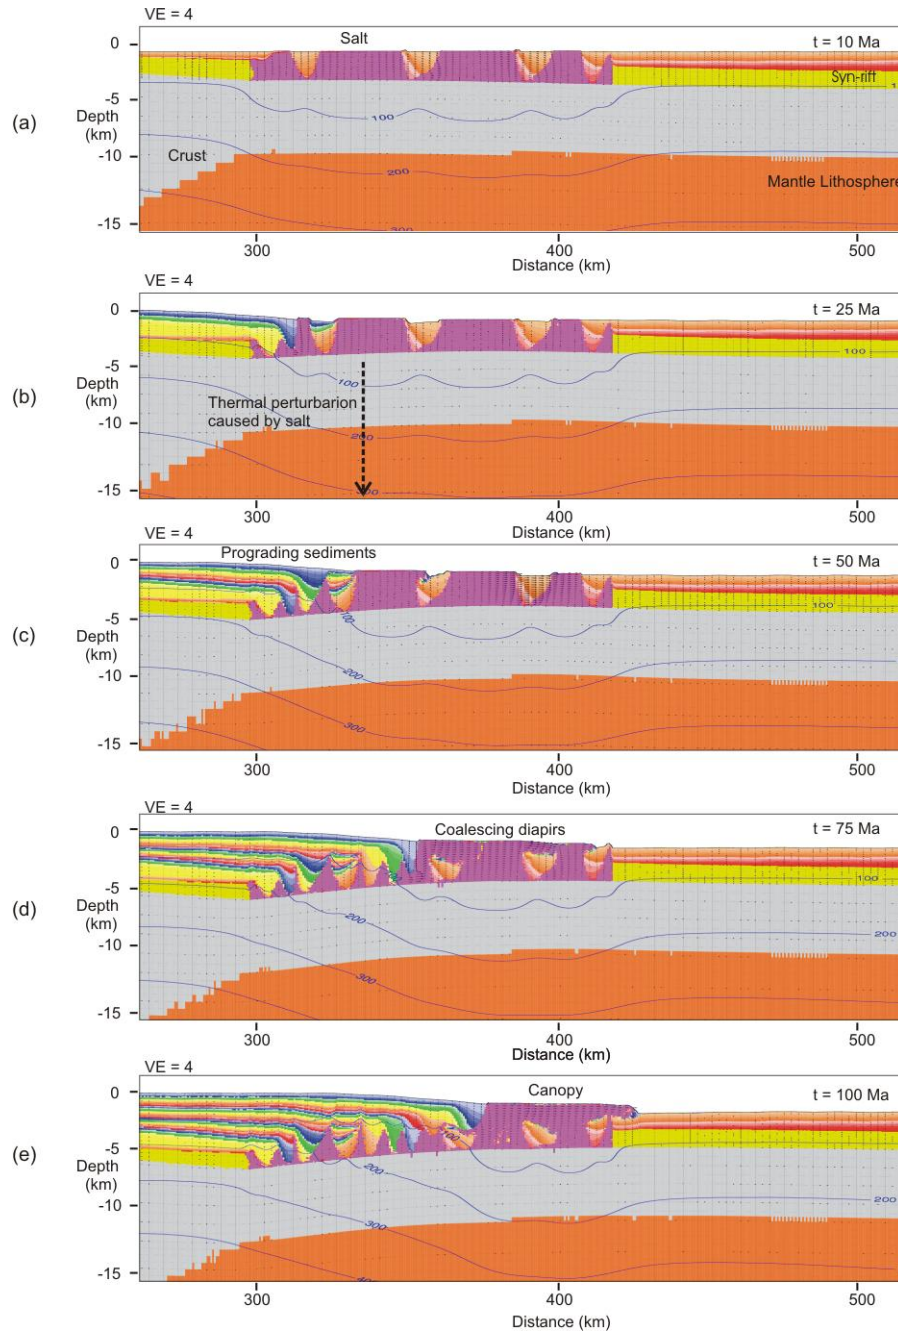 VE = 4
Salt
t = 10 Ma
0
Syn-rift
1
-5
(a)
Depth
(km)
100
Crust
-10
200
Mantle Lithosphere
-15
300
300
400
500
Distance (km)
VE = 4
0
t = 25 Ma
-5
100
100
(b)
Depth
(km)
Thermal perturbarion
caused by salt
-10
200
-15
300
400
500
Distance (km)
VE = 4
Prograding sediments
t = 50 Ma
0
-5
100
100
(c)
Depth
(km)
-10
200
300
-15
300
400
500
Distance (km)
VE = 4
Coalescing diapirs
t = 75 Ma
0
-5
100
(d)
Depth
(km)
200
200
-10
300
-15
300
400
500
Distance (km)
VE = 4
Canopy
t = 100 Ma
0
100
-5
(e)
Depth
(km)
200
200
-10
300
-15
300
400
500
Distance (km)